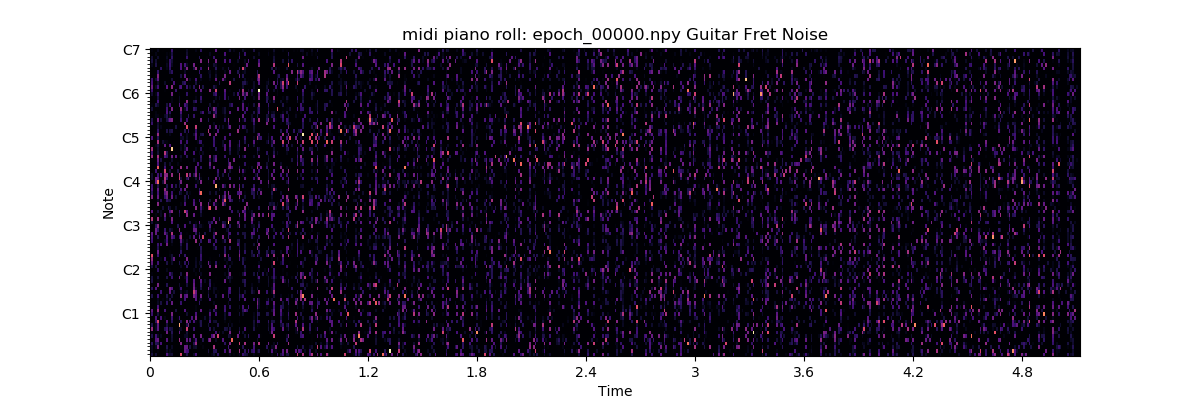 midi piano roll: epoch_00000.npy Guitar Fret Noise
C7
C6
C5
C4
C3
C2
C1
Note
0 0.6 1.2 1.8 2.4 3 3.6 4.2 4.8
Time